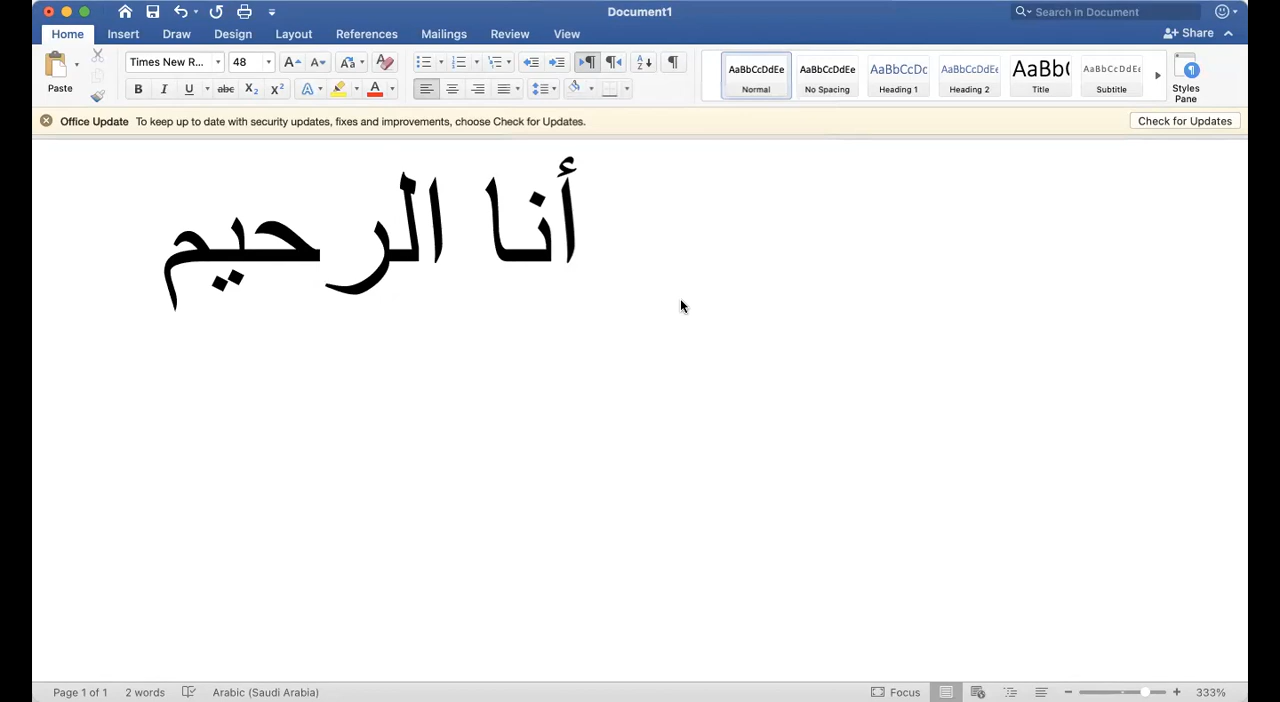 Document1
Search in Document
Home Insert Draw Design Layout References Mailings Review View
Share
Paste
Times New R... 48
AaBbCcDdEe AaBbCcDdEe AaBbCcDc AaBbCcDdEe AaBb( AaBbCcDdEe
Normal No Spacing Heading 1 Heading 2 Title Subtitle
Styles Pane
Office Update To keep up to date with security updates, fixes and improvements, choose Check for Updates. Check for Updates
أنا الرحيم
Page 1 of 1 2 words Arabic (Saudi Arabia) Focus 333%